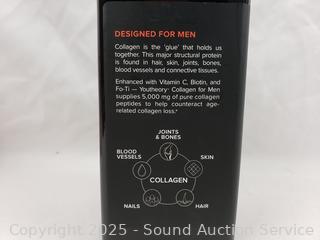 DESIGNED FOR MEN
Collagen is the 'glue' that holds us
together. This major structural protein
is found in hair, skin, joints, bones,
blood vessels and connective tissues.
Enhanced with Vitamin C, Biotin, and
Fo-Ti — Youtheory® Collagen for Men
supplies 5,000 mg of pure collagen
peptides to help counteract age-
related collagen loss.*
JOINTS
& BONES
BLOOD
VESSELS
SKIN
COLLAGEN
NAILS
HAIR
Copyright 2025 - Sound Auction Service